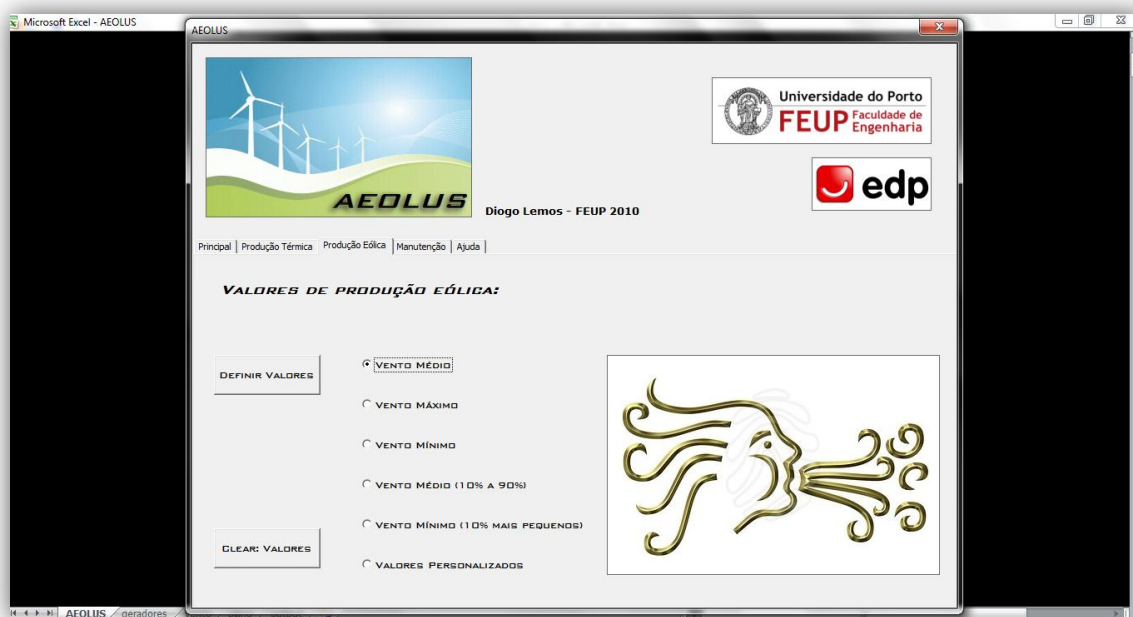 Microsoft Excel - AEOLUS
AEOLUS
AEOLUS
Diogo Lemos - FEUP 2010
Universidade do Porto
FEUP Faculdade de Engenharia
edp
Principal | Produção Térmica | Produção Eólica | Manutenção | Ajuda |
VALORES DE PRODUÇÃO EÓLICA:
DEFINIR VALORES
VENTO MÉDIO
VENTO MÁXIMO
VENTO MÍNIMO
VENTO MÉDIO (10% A 90%)
VENTO MÍNIMO (10% MAIS PEQUENOS)
CLEAR: VALORES
VALORES PERSONALIZADOS
AEOLUS geradores